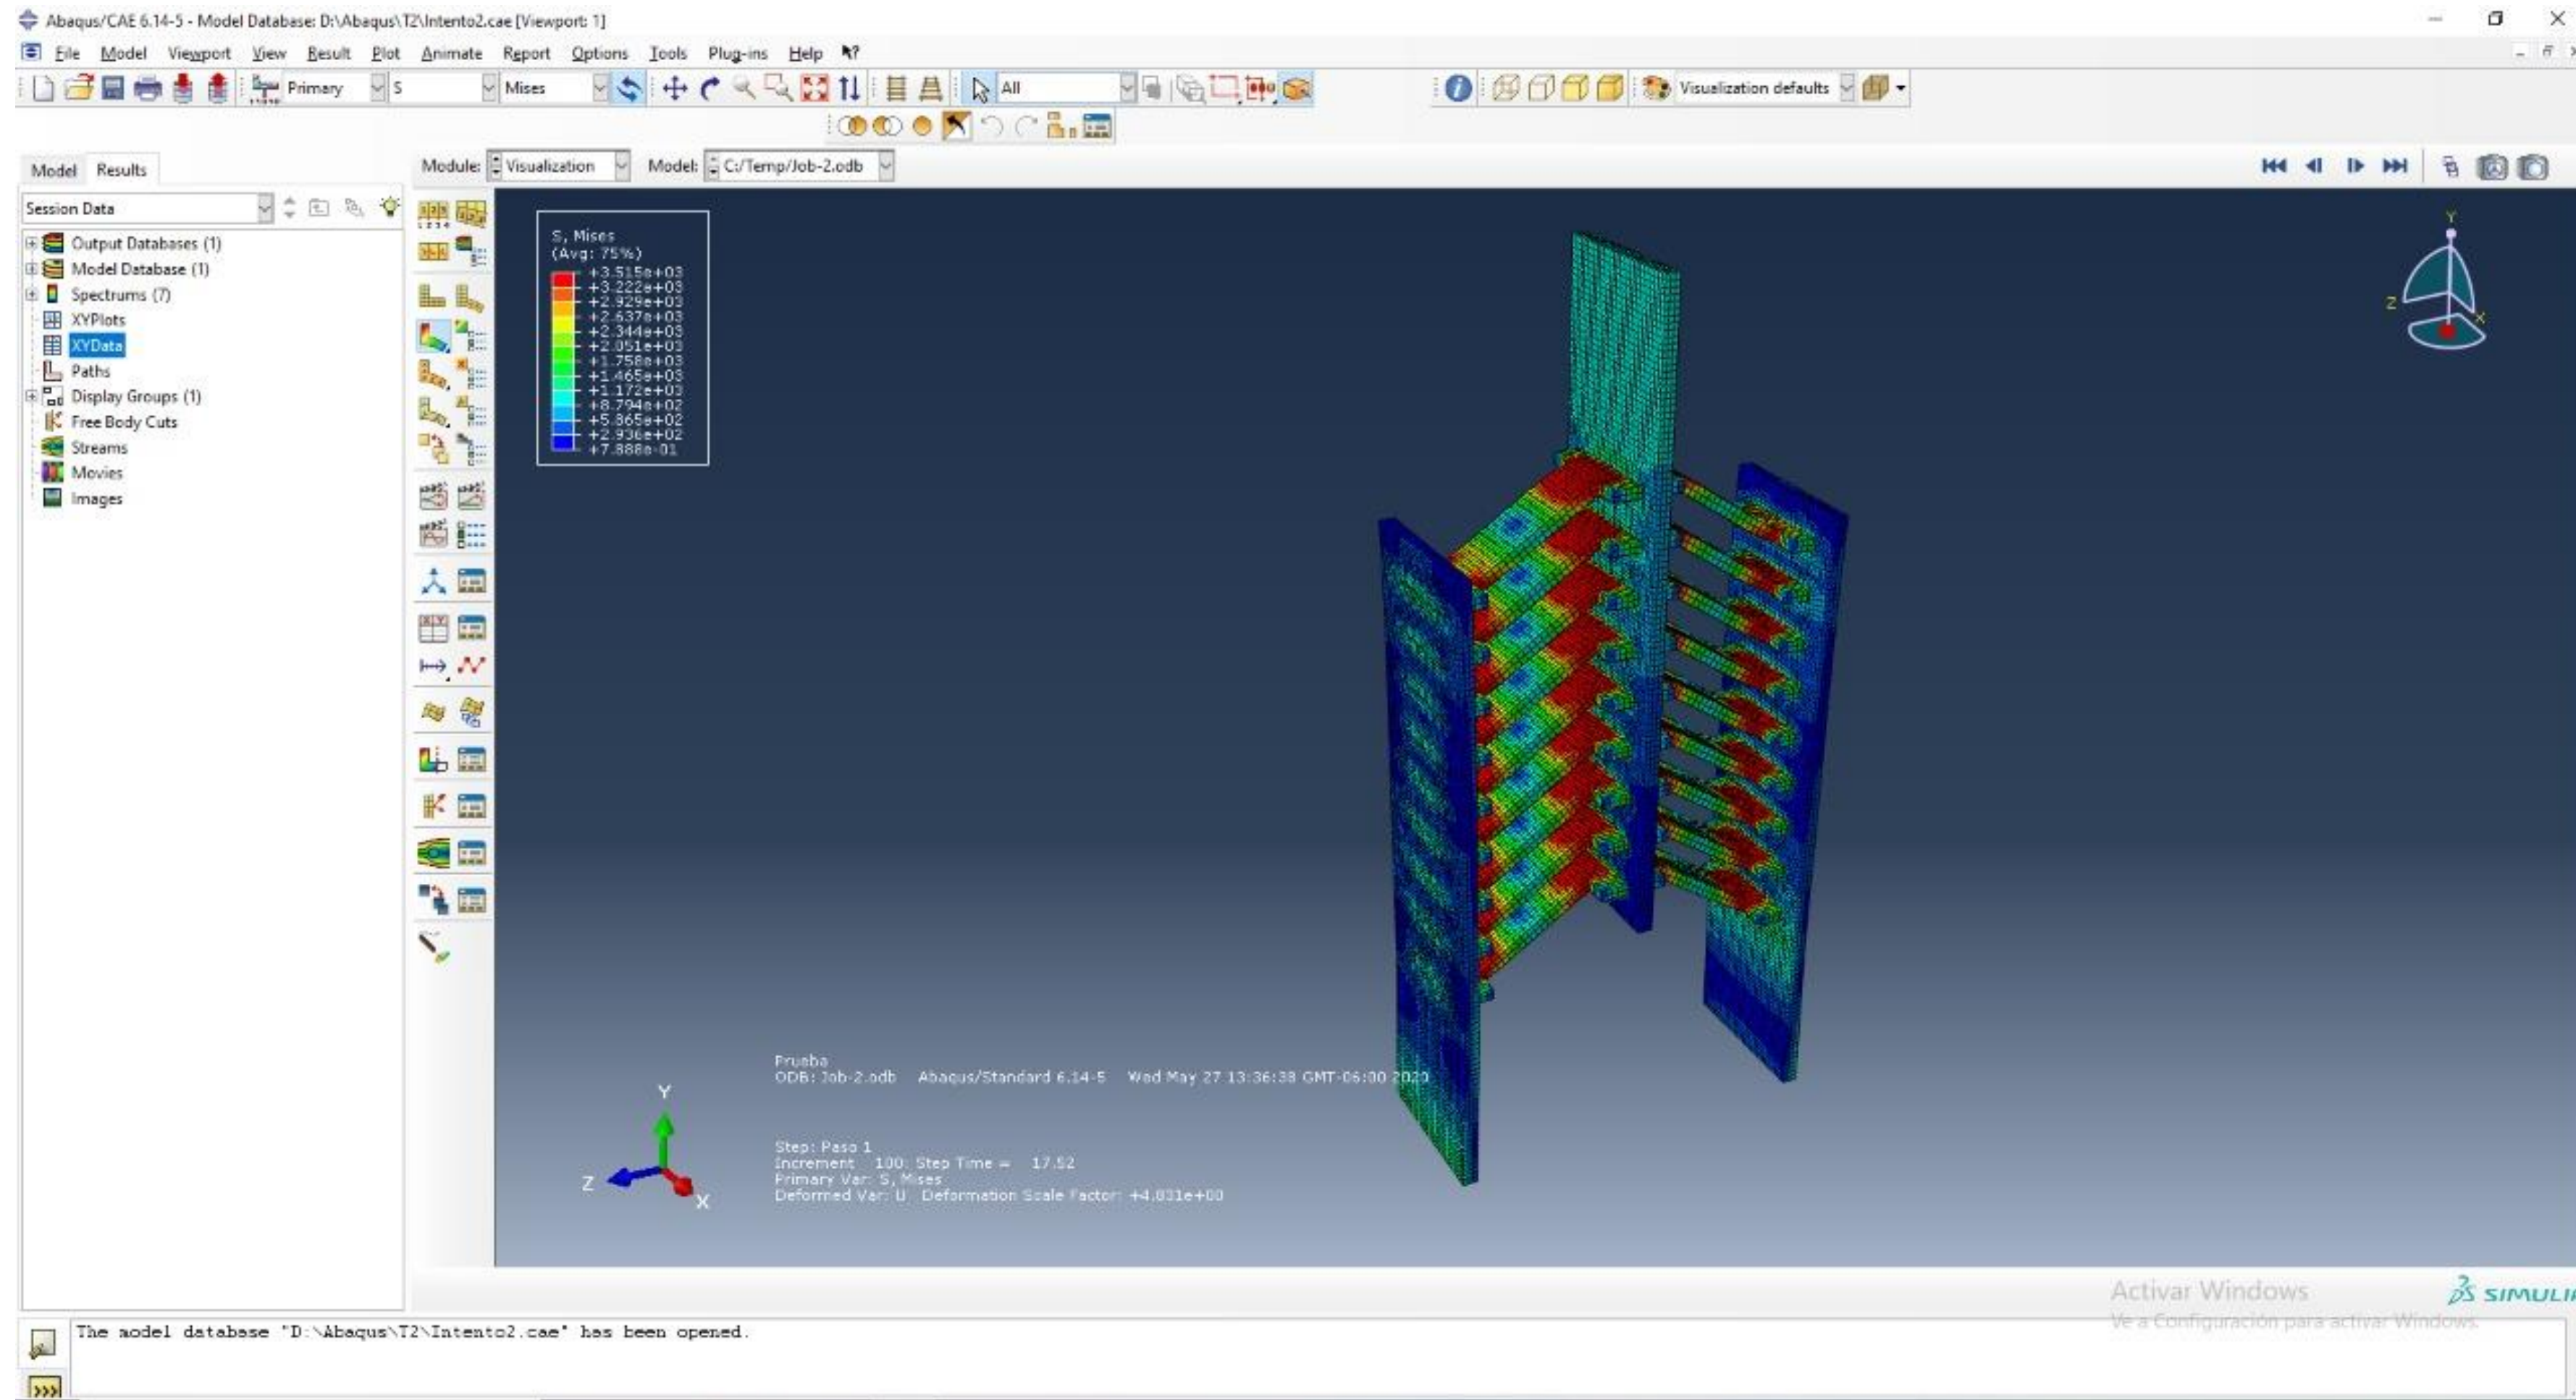 Abaqus/CAE 6.14-5 - Model Database: D:\Abaqus\T2\Intento2.cae [Viewport: 1]
File Model Viewport View Result Plot Animate Report Options Tools Plug-ins Help
Primary S Mises All Visualization defaults
Model Results
Module: Visualization Model: C:/Temp/Job-2.odb
Session Data
Output Databases (1)
Model Database (1)
Spectrums (7)
XYPlots
XYData
Paths
Display Groups (1)
Free Body Cuts
Streams
Movies
Images
S, Mises
(Avg: 75%)
+3.515e+03
+3.222e+03
+2.929e+03
+2.637e+03
+2.344e+03
+2.051e+03
+1.758e+03
+1.465e+03
+1.172e+03
+8.794e+02
+5.865e+02
+2.936e+02
+7.888e-01
Y
Z
X
Prueba
ODB: Job-2.odb Abaqus/Standard 6.14-5 Wed May 27 13:36:38 GMT-06:00 2020
Y
Z
X
Step: Paso 1
Increment 100: Step Time = 17.52
Primary Var: S, Mises
Deformed Var: U Deformation Scale Factor: +4.831e+00
Activar Windows
Ve a Configuración para activar Windows.
SIMULIA
The model database "D:\Abaqus\T2\Intento2.cae" has been opened.
>>>